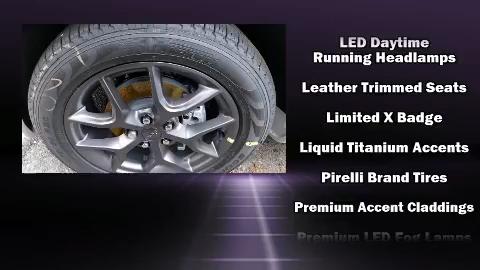 LED Daytime
Running Headlamps
Leather Trimmed Seats
Limited X Badge
Liquid Titanium Accents
Pirelli Brand Tires
Premium Accent Claddings
Premium LED Fog Lamps